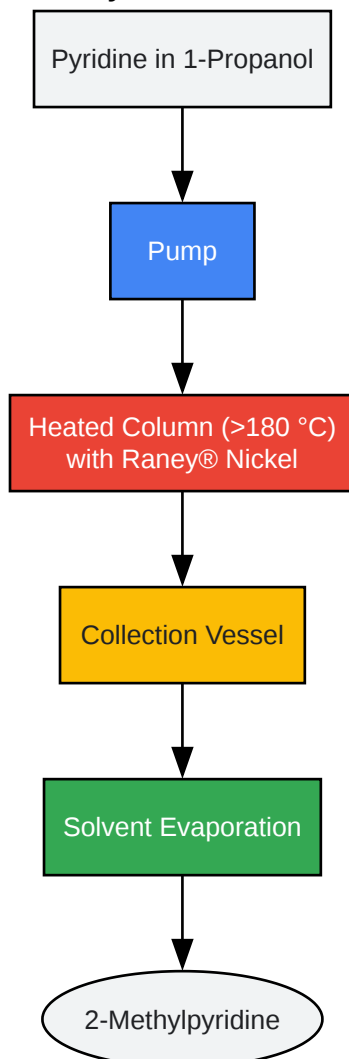 Pyridine in 1-Propanol
Pump
Heated Column (>180 °C)
with Raney® Nickel
Collection Vessel
Solvent Evaporation
2-Methylpyridine